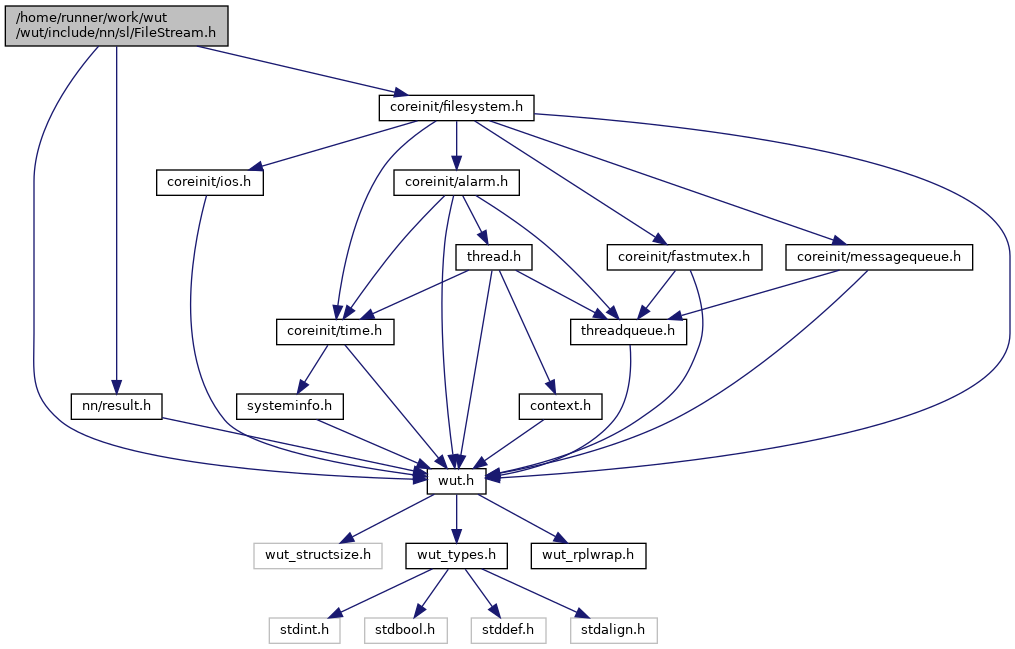 /home/runner/work/wut
/wut/include/nn/sl/FileStream.h
coreinit/filesystem.h
coreinit/ios.h
coreinit/alarm.h
thread.h
coreinit/fastmutex.h
coreinit/messagequeue.h
coreinit/time.h
threadqueue.h
nn/result.h
systeminfo.h
context.h
wut.h
wut_structsize.h
wut_types.h
wut_rplwrap.h
stdint.h
stdbool.h
stddef.h
stdalign.h